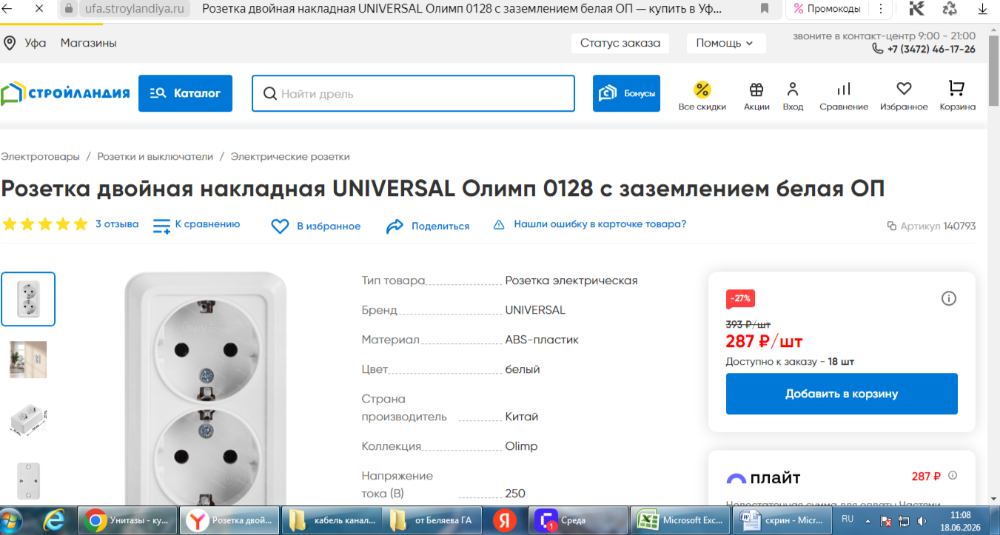 ufa.stroylandiya.ru Розетка двойная накладная UNIVERSAL Олимп 0128 с заземлением белая ОП — купить в Уф... Промокоды
Уфа Магазины Статус заказа Помощь звоните в контакт-центр 9:00 - 21:00
+7 (3472) 46-17-26
СТРОЙЛАНДИЯ Каталог Найти дрель Бонусы
Все скидки Акции Вход Сравнение Избранное Корзина
Электротовары / Розетки и выключатели / Электрические розетки
Розетка двойная накладная UNIVERSAL Олимп 0128 с заземлением белая ОП
3 отзыва К сравнению В избранное Поделиться Нашли ошибку в карточке товара? Артикул 140793
Тип товара Розетка электрическая
Бренд UNIVERSAL
Материал ABS-пластик
Цвет белый
Страна
производитель Китай
Коллекция Olimp
Напряжение
тока (В) 250
-27%
393 ₽/шт
287 ₽/шт
Доступно к заказу - 18 шт
Добавить в корзину
плайт 287 ₽
Недостаточная сумма для оплаты Частями
Унитазы - ку... Розетка двой... кабель канал... от Беляева ГА Я 1 Среда Microsoft Exc... скрин - Micr... RU 11:08
18.06.2026